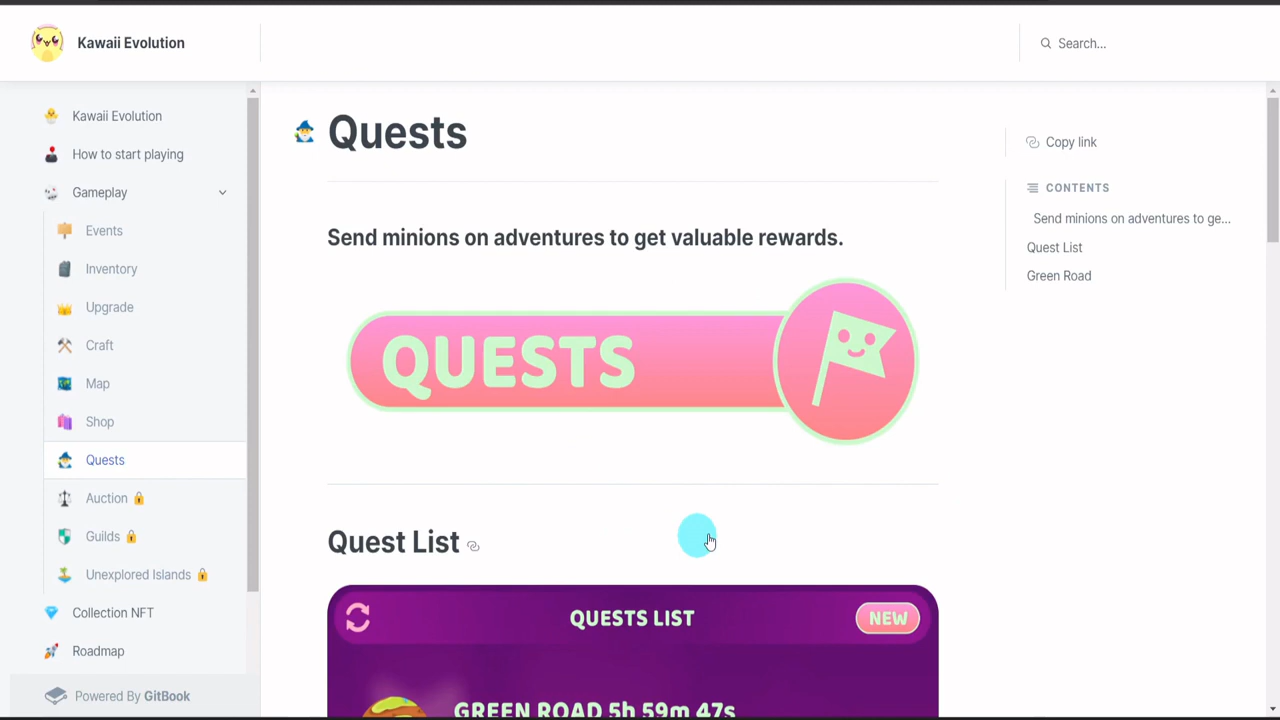 Kawaii Evolution
Search...
Kawaii Evolution
How to start playing
Gameplay
Events
Inventory
Upgrade
Craft
Map
Shop
Quests
Auction
Guilds
Unexplored Islands
Collection NFT
Roadmap
Powered By GitBook
Quests
Send minions on adventures to get valuable rewards.
QUESTS
Quest List
QUESTS LIST
NEW
GREEN ROAD 5h 59m 47s
Copy link
CONTENTS
Send minions on adventures to ge...
Quest List
Green Road